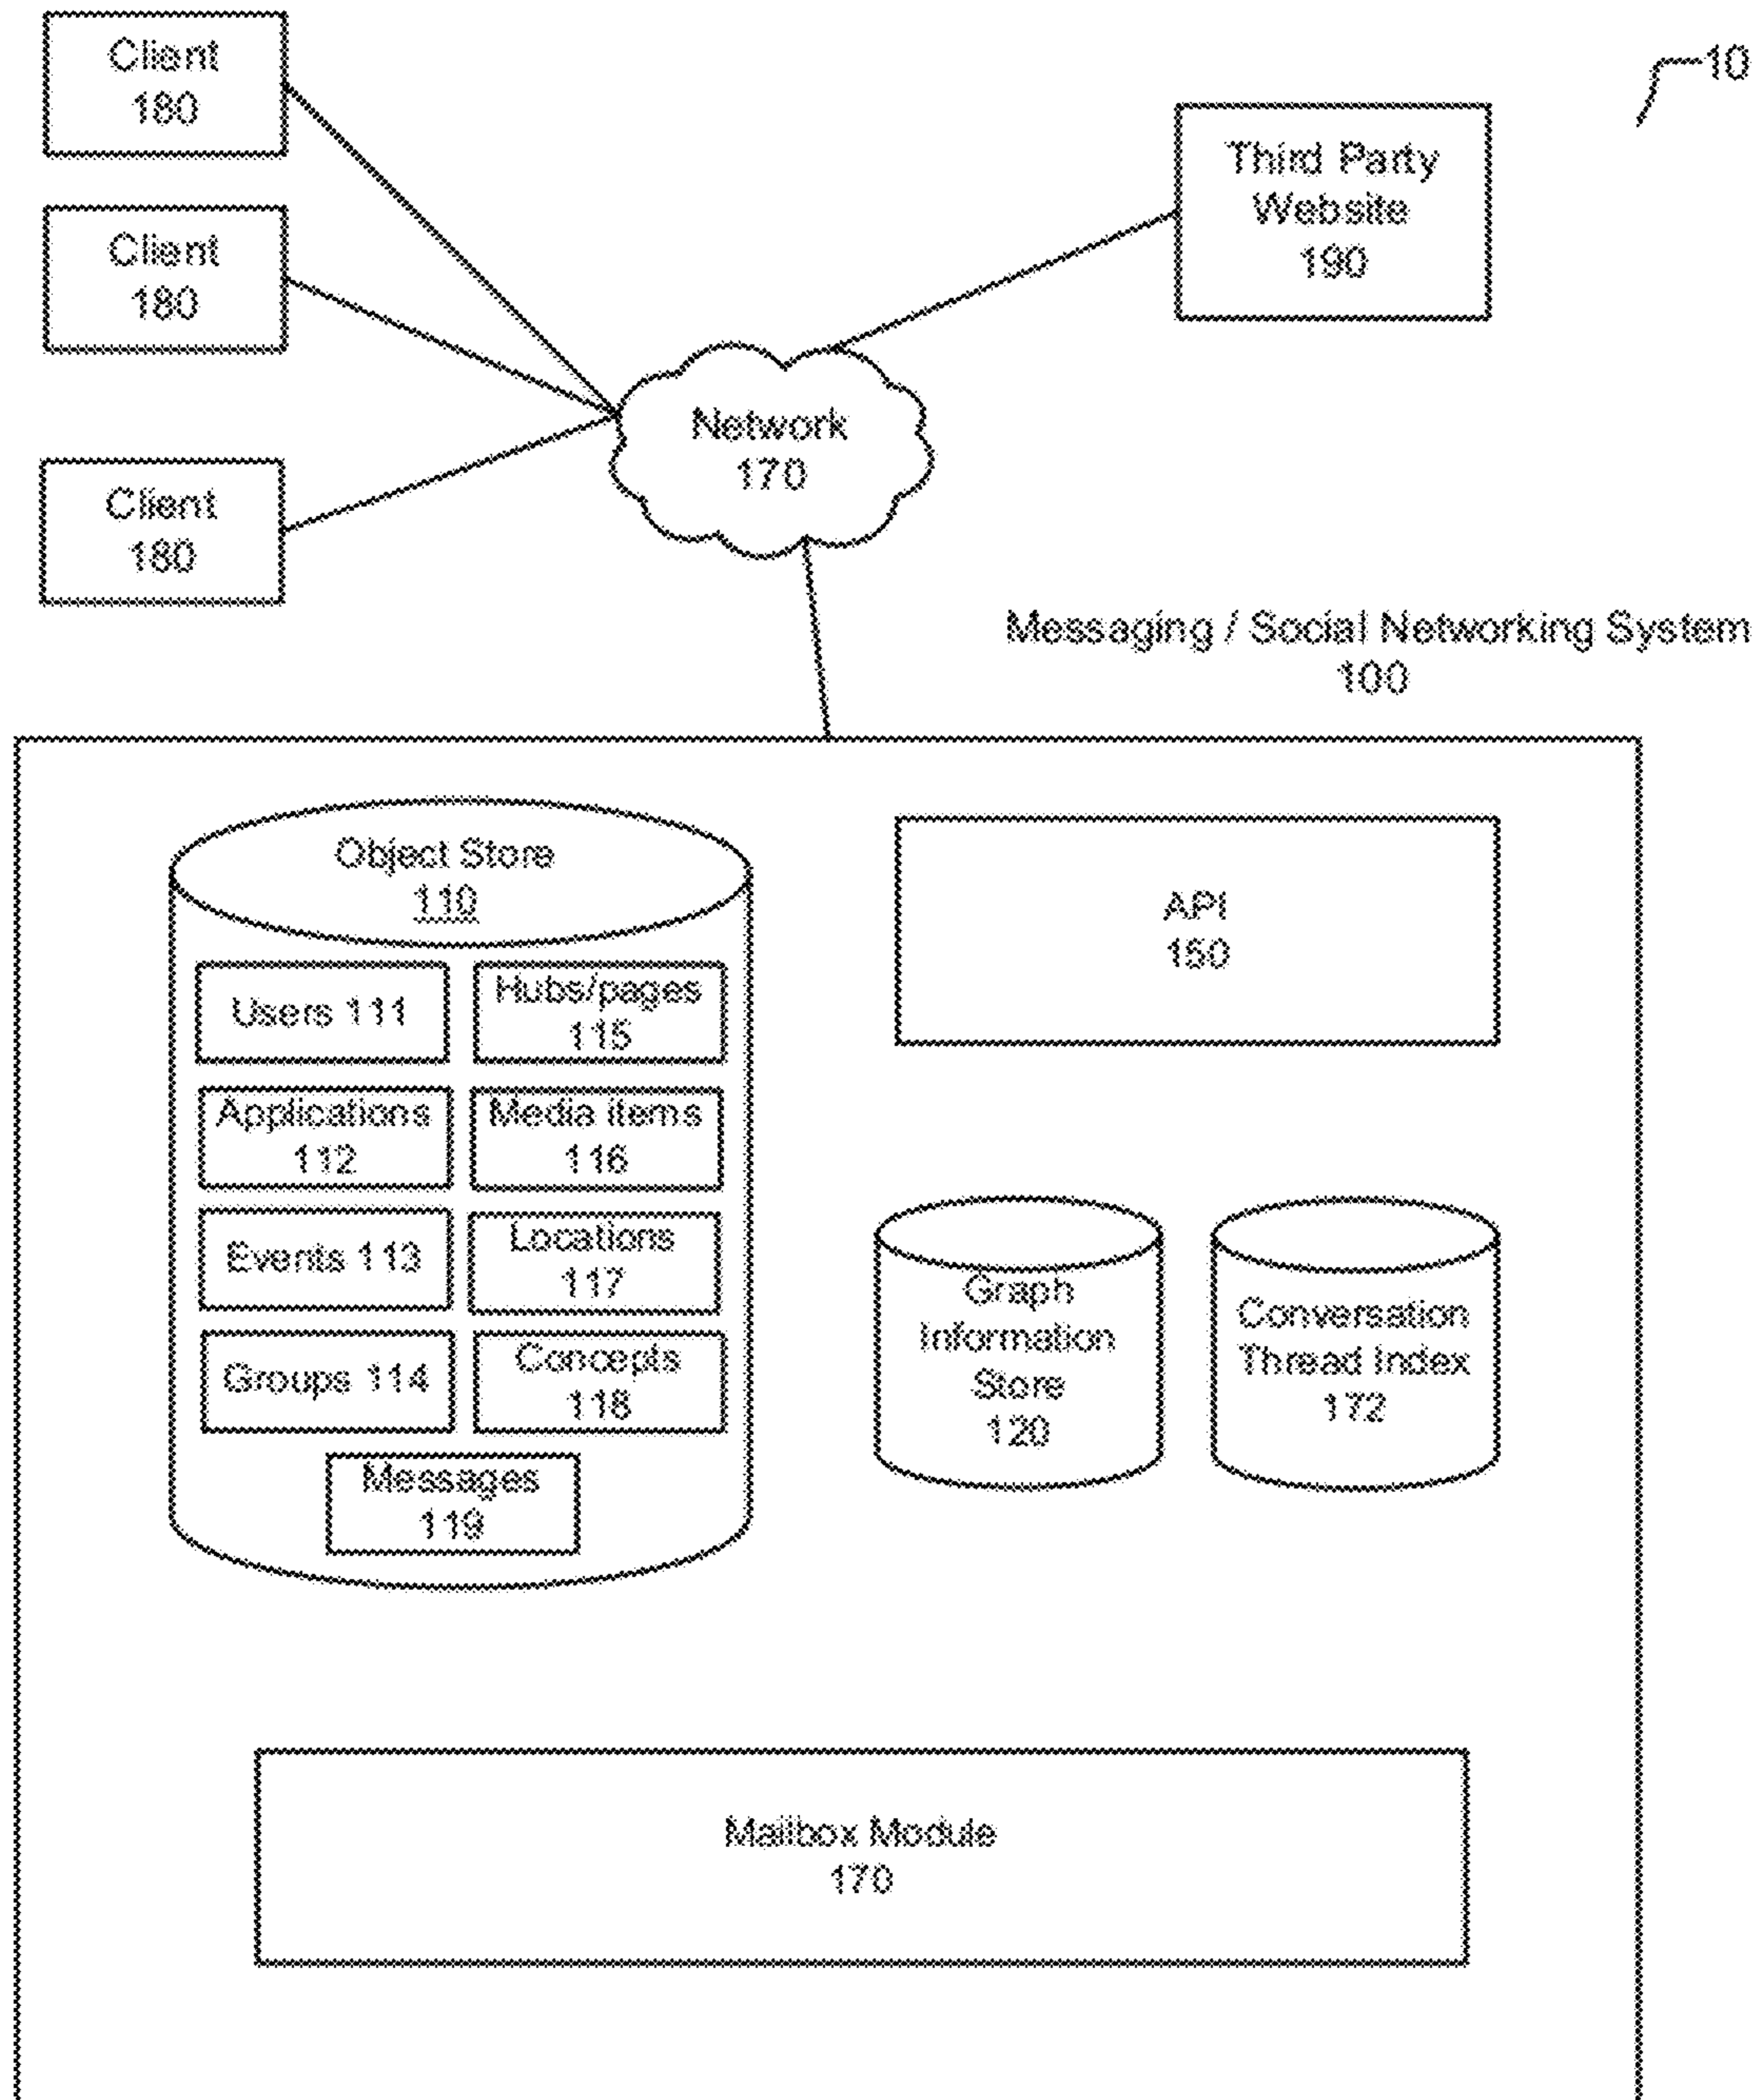 Client
180
10
Third Party
Website
190
Client
180
Network
170
Client
180
Messaging / Social Networking System
100
Object Store
110
API
150
Users 111
Hubs/pages
115
Applications
112
Media items
116
Events 113
Locations
117
Groups 114
Concepts
118
Messages
119
Graph
Information
Store
120
Conversation
Thread Index
172
Mailbox Module
170